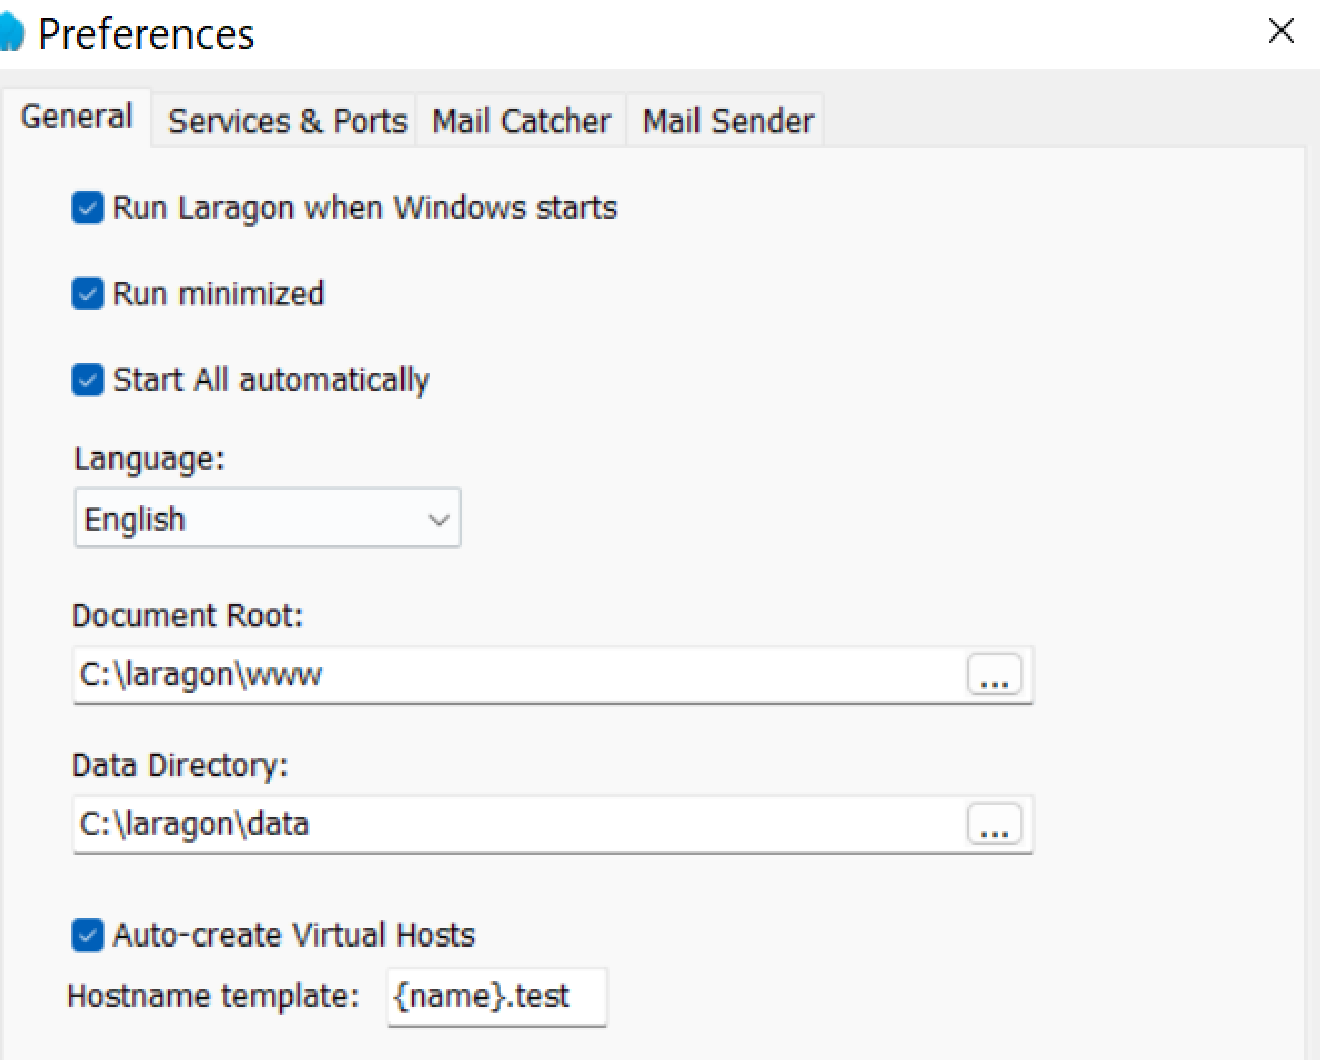 Preferences
General
Services & Ports
Mail Catcher
Mail Sender
Run Laragon when Windows starts
Run minimized
Start All automatically
Language:
English
Document Root:
C:\laragon\www
...
Data Directory:
C:\laragon\data
...
Auto-create Virtual Hosts
Hostname template: {name}.test